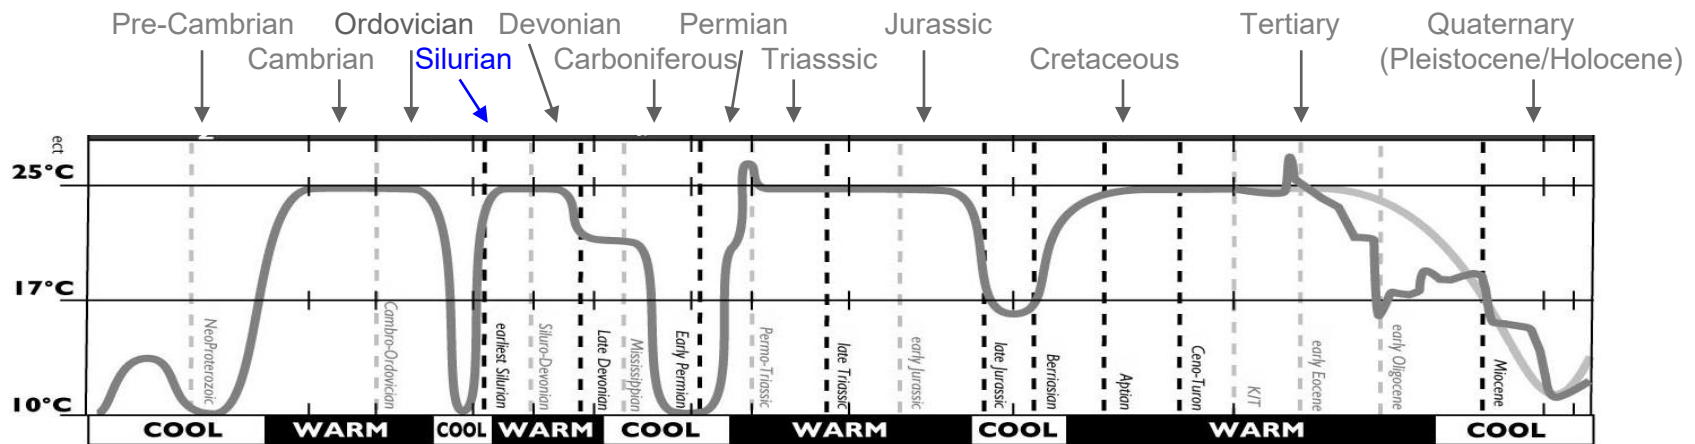 Pre-Cambrian Ordovician Devonian Permian Jurassic Tertiary Quaternary
Cambrian Silurian Carboniferous Triasssic Cretaceous (Pleistocene/Holocene)
ect
25°C
17°C
10°C
NeoProterozoic
Cambro-Ordovician
earliest Silurian
Siluro-Devonian
Late Devonian
Mississippian
Early Permian
Permo-Triassic
late Triassic
early Jurassic
late Jurassic
Berriasian
Aptian
Ceno-Turon
K/T
early Eocene
early Oligocene
Miocene
COOL WARM COOL WARM COOL WARM COOL WARM COOL